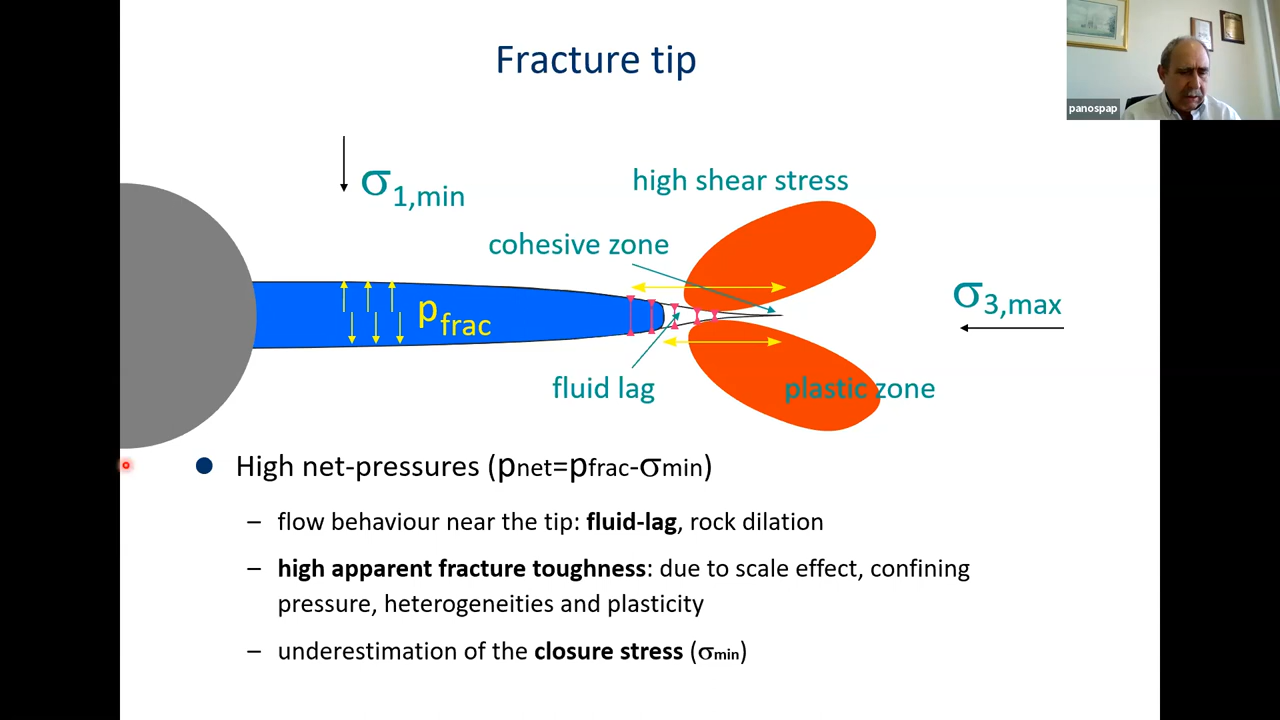 Fracture tip
panospap
σ1,min
high shear stress
cohesive zone
σ3,max
pfrac
fluid lag
plastic zone
High net-pressures (pnet=pfrac-σmin)
– flow behaviour near the tip: fluid-lag, rock dilation
– high apparent fracture toughness: due to scale effect, confining
pressure, heterogeneities and plasticity
– underestimation of the closure stress (σmin)